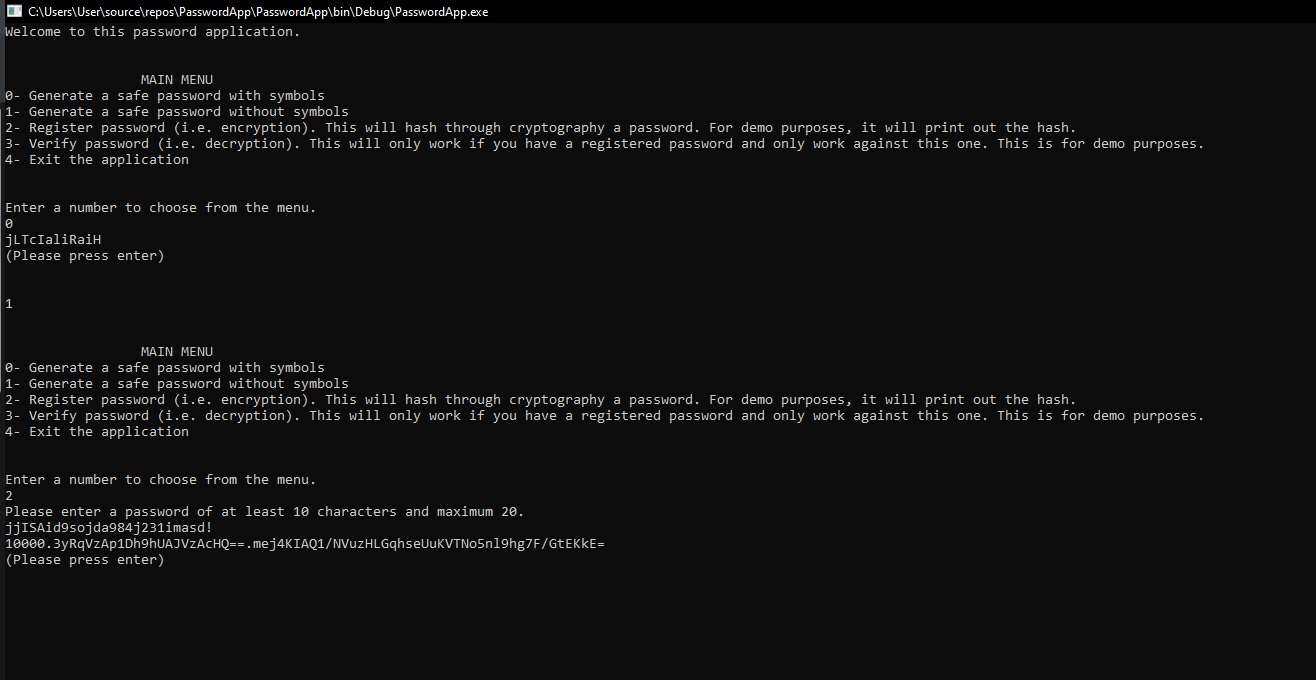 C:\Users\User\source\repos\PasswordApp\PasswordApp\bin\Debug\PasswordApp.exe
Welcome to this password application.
MAIN MENU
0- Generate a safe password with symbols
1- Generate a safe password without symbols
2- Register password (i.e. encryption). This will hash through cryptography a password. For demo purposes, it will print out the hash.
3- Verify password (i.e. decryption). This will only work if you have a registered password and only work against this one. This is for demo purposes.
4- Exit the application
Enter a number to choose from the menu.
0
jLTcIaliRaiH
(Please press enter)
1
MAIN MENU
0- Generate a safe password with symbols
1- Generate a safe password without symbols
2- Register password (i.e. encryption). This will hash through cryptography a password. For demo purposes, it will print out the hash.
3- Verify password (i.e. decryption). This will only work if you have a registered password and only work against this one. This is for demo purposes.
4- Exit the application
Enter a number to choose from the menu.
2
Please enter a password of at least 10 characters and maximum 20.
jjISAid9sojda984j231imasd!
10000.3yRqVzAp1Dh9hUAJVzAcHQ==.mej4KIAQ1/NVuzHLGqhseUuKVTNo5nl9hg7F/GtEKkE=
(Please press enter)